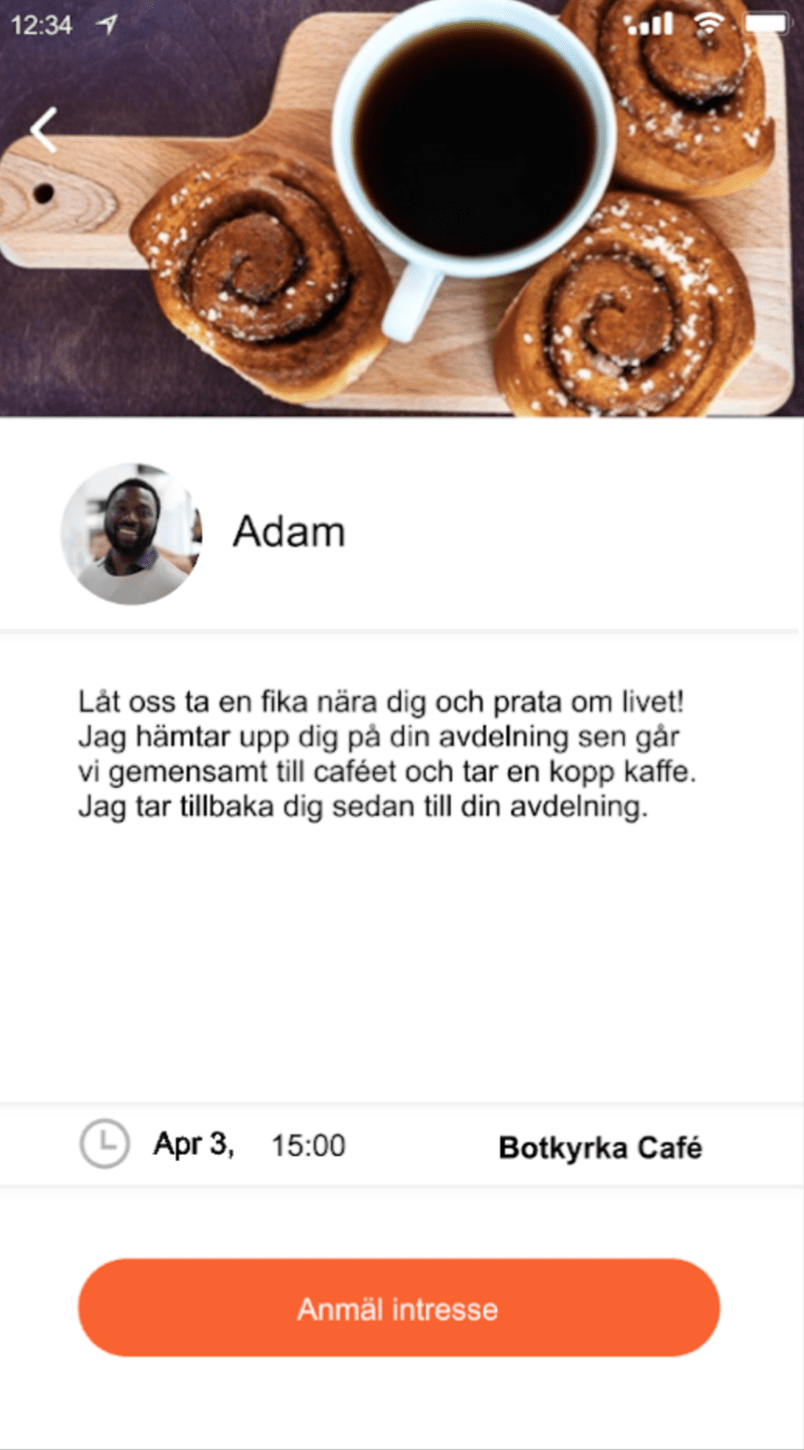 12:34
Adam
Låt oss ta en fika nära dig och prata om livet!
Jag hämtar upp dig på din avdelning sen går
vi gemensamt till caféet och tar en kopp kaffe.
Jag tar tillbaka dig sedan till din avdelning.
Apr 3, 15:00 Botkyrka Café
Anmäl intresse